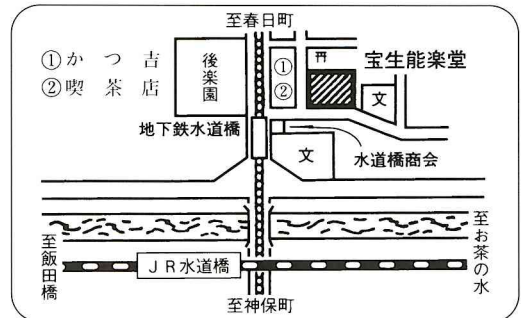 至春日町
①かつ吉
②喫茶店
後楽園
①
②
宝生能楽堂
文
地下鉄水道橋
文
水道橋商会
至飯田橋
JR水道橋
至お茶の水
至神保町